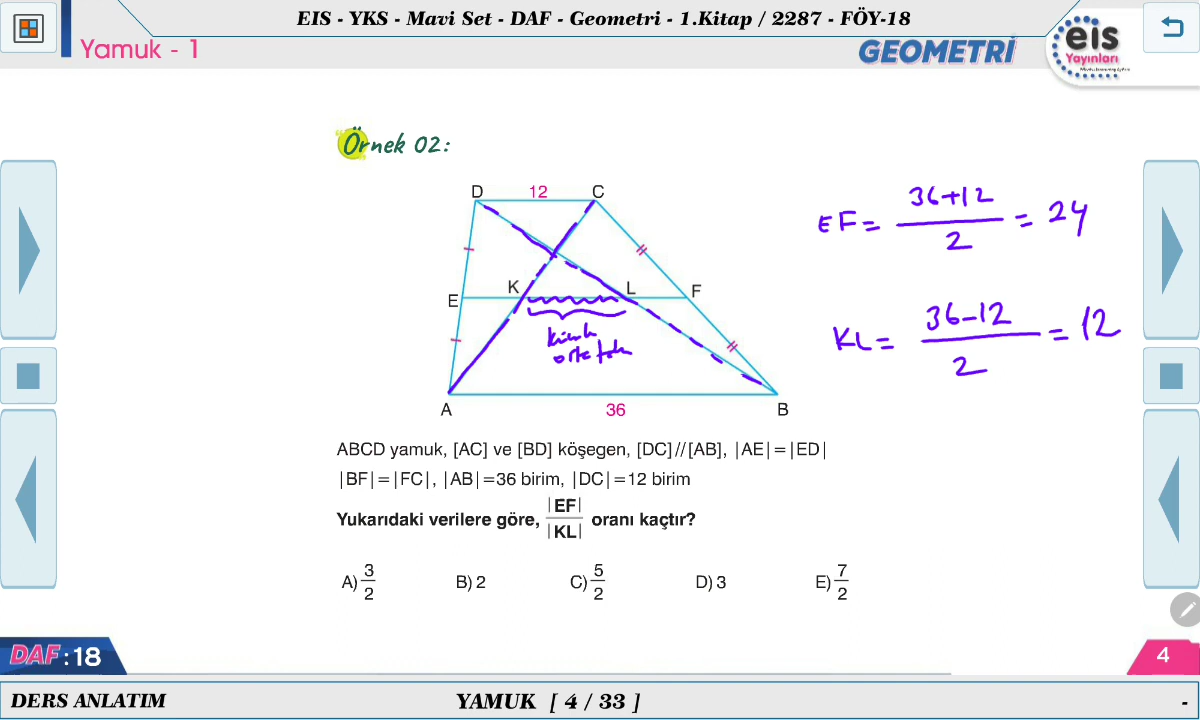 EIS - YKS - Mavi Set - DAF - Geometri - 1.Kitap / 2287 - FÖY-18
Yamuk - 1
GEOMETRİ
eis
Yayınları
Örnek 02:
D 12 C
E K L F
küçük
orta taban
A 36 B
EF = 36+12 / 2 = 24
KL = 36-12 / 2 = 12
ABCD yamuk, [AC] ve [BD] köşegen, [DC]//[AB], |AE|=|ED|
|BF|=|FC|, |AB|=36 birim, |DC|=12 birim
Yukarıdaki verilere göre, |EF| / |KL| oranı kaçtır?
A) 3/2 B) 2 C) 5/2 D) 3 E) 7/2
DAF:18
4
DERS ANLATIM
YAMUK [ 4 / 33 ]
-